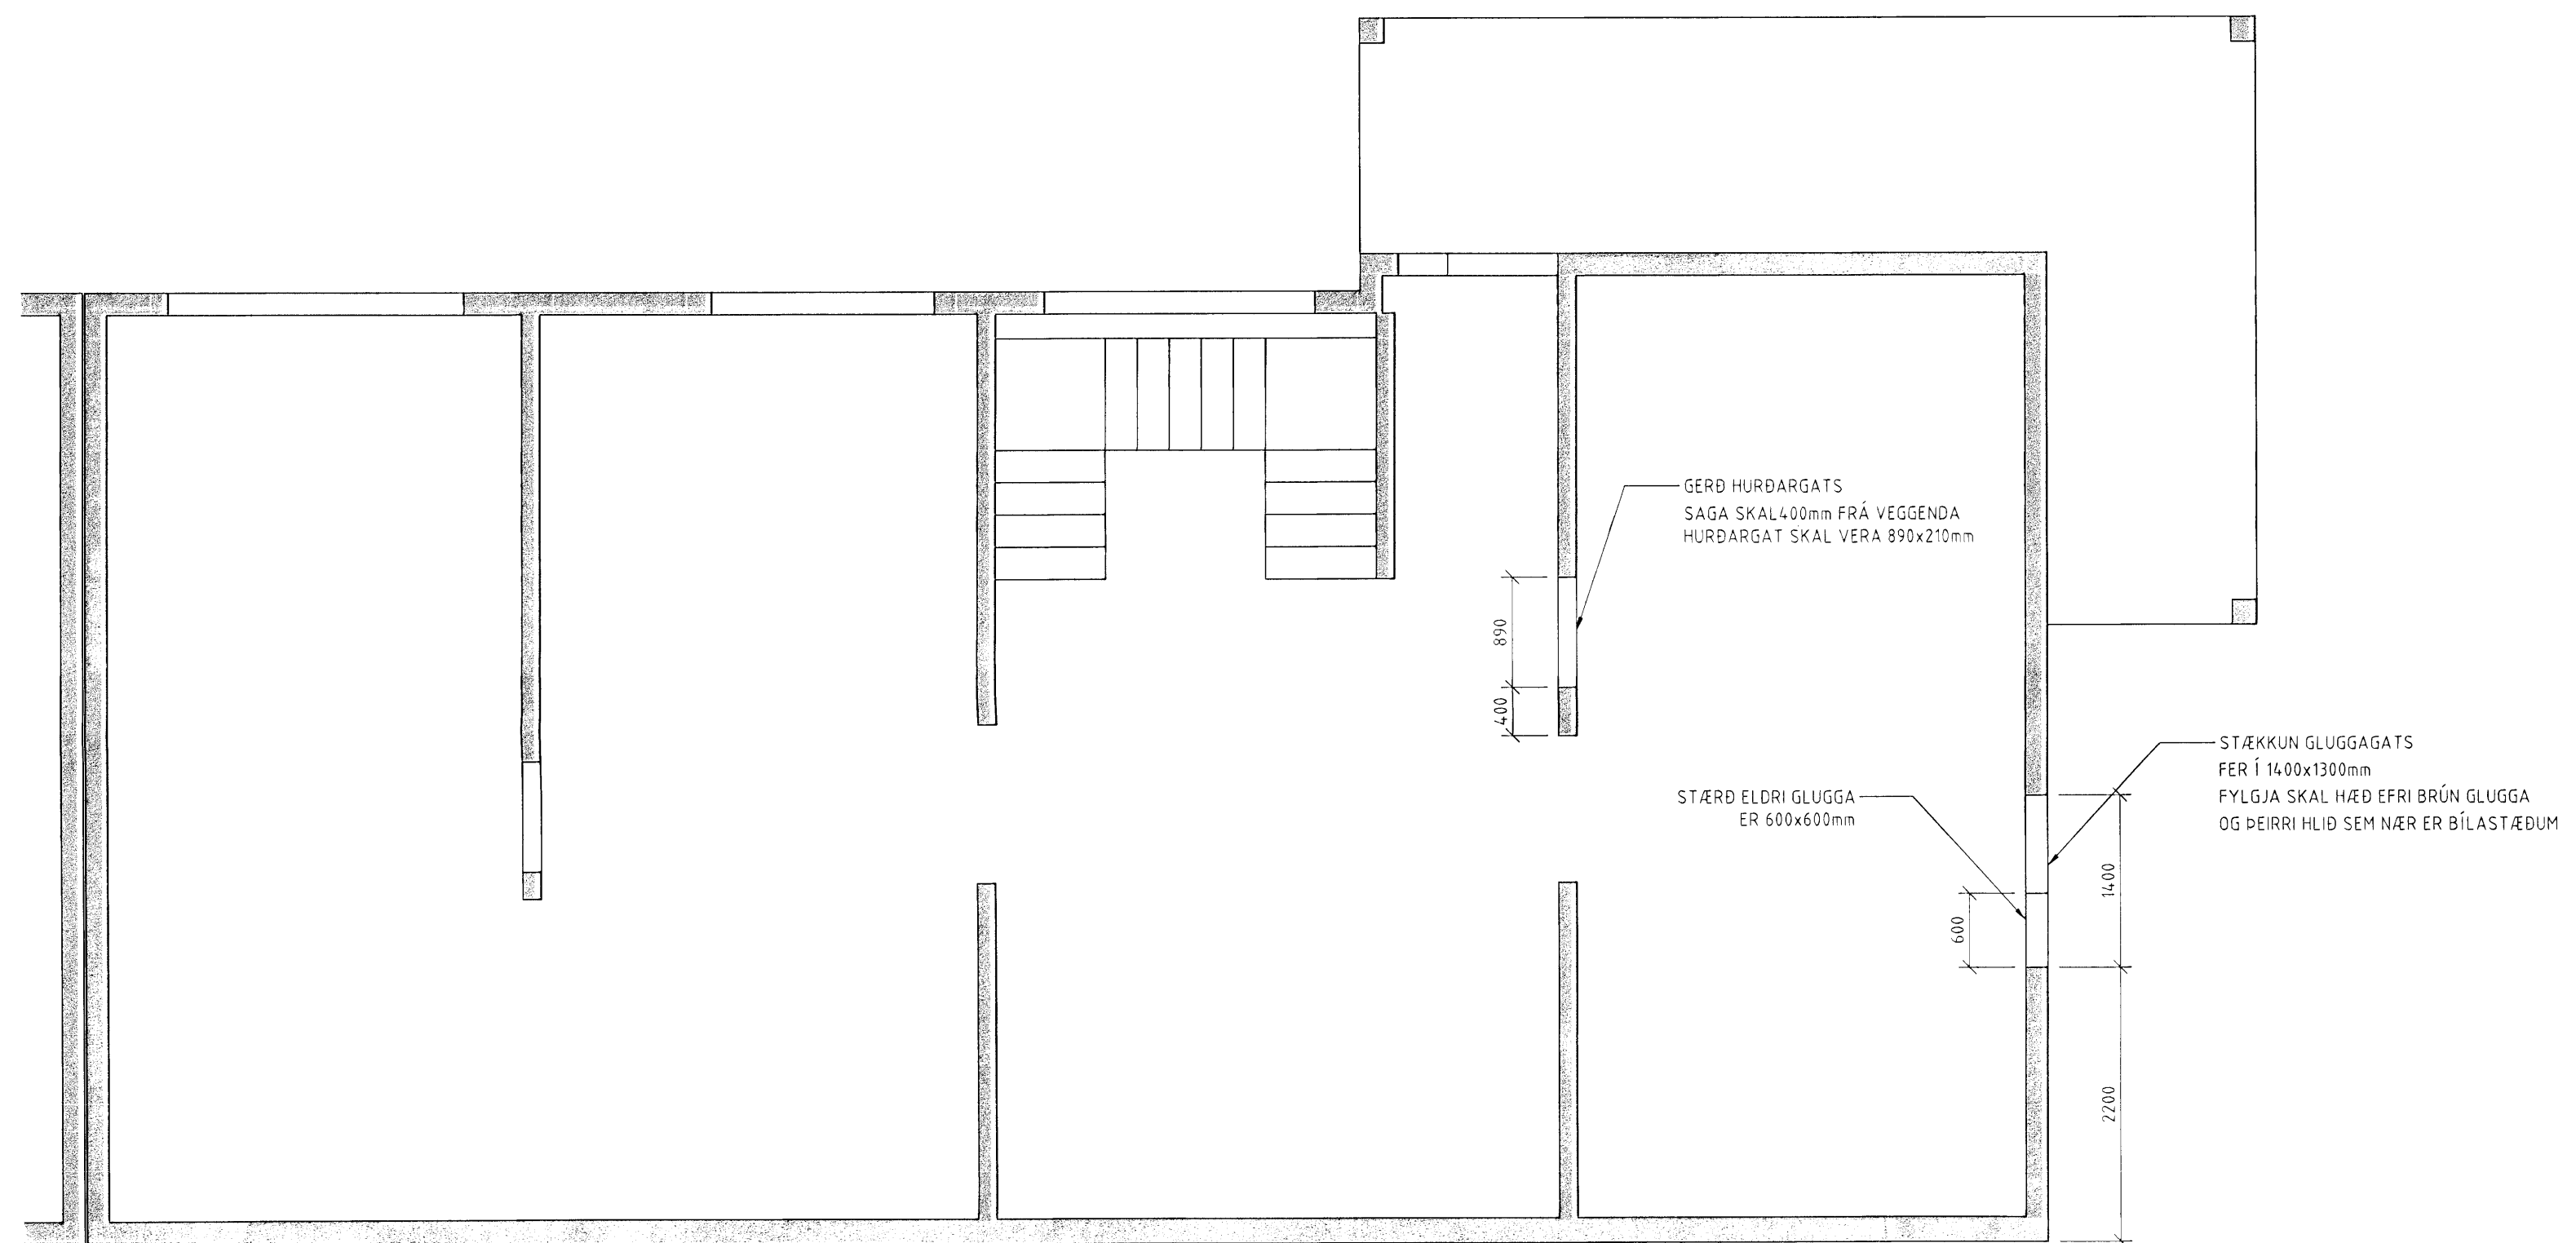 GERÐ HURÐARGATS
SAGA SKAL400mm FRÁ VEGGENDA
HURÐARGAT SKAL VERA 890x210mm
890
400
STÆKKUN GLUGGAGATS
FER Í 1400x1300mm
FYLGJA SKAL HÆÐ EFRI BRÚN GLUGGA
OG ÞEIRRI HLIÐ SEM NÆR ER BÍLASTÆÐUM
STÆRÐ ELDRI GLUGGA
ER 600x600mm
1400
600
2200